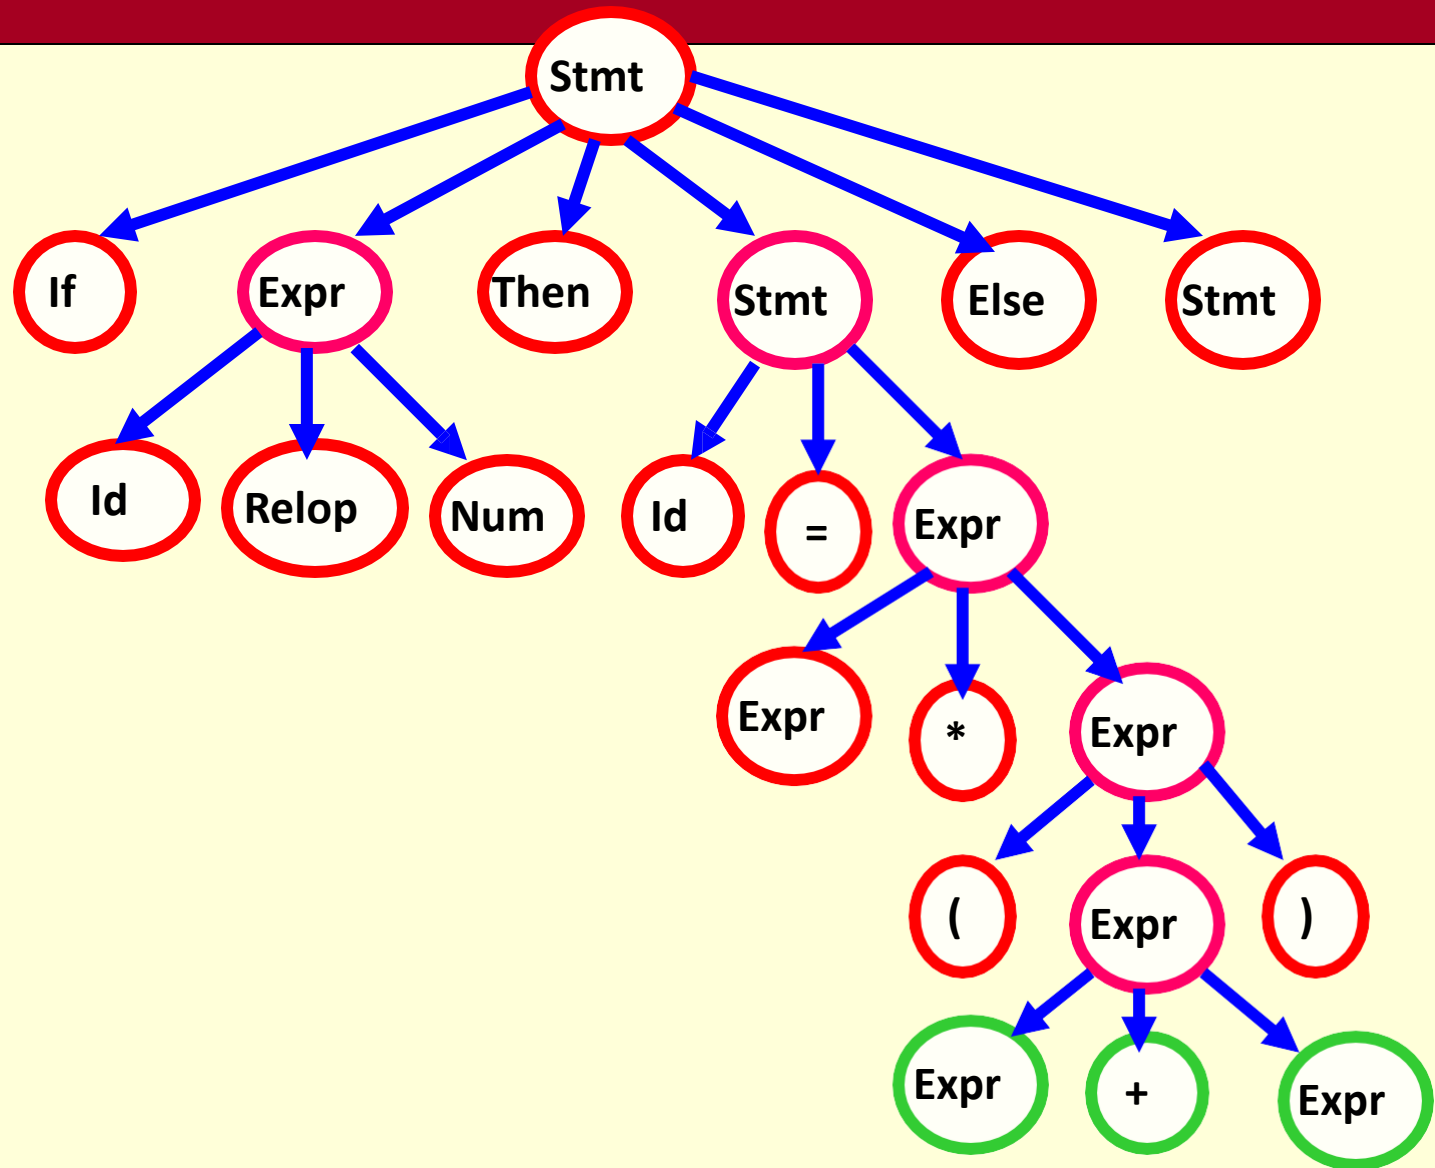 Stmt
If Expr Then Stmt Else Stmt
Id Relop Num Id = Expr
Expr * Expr
( Expr )
Expr + Expr